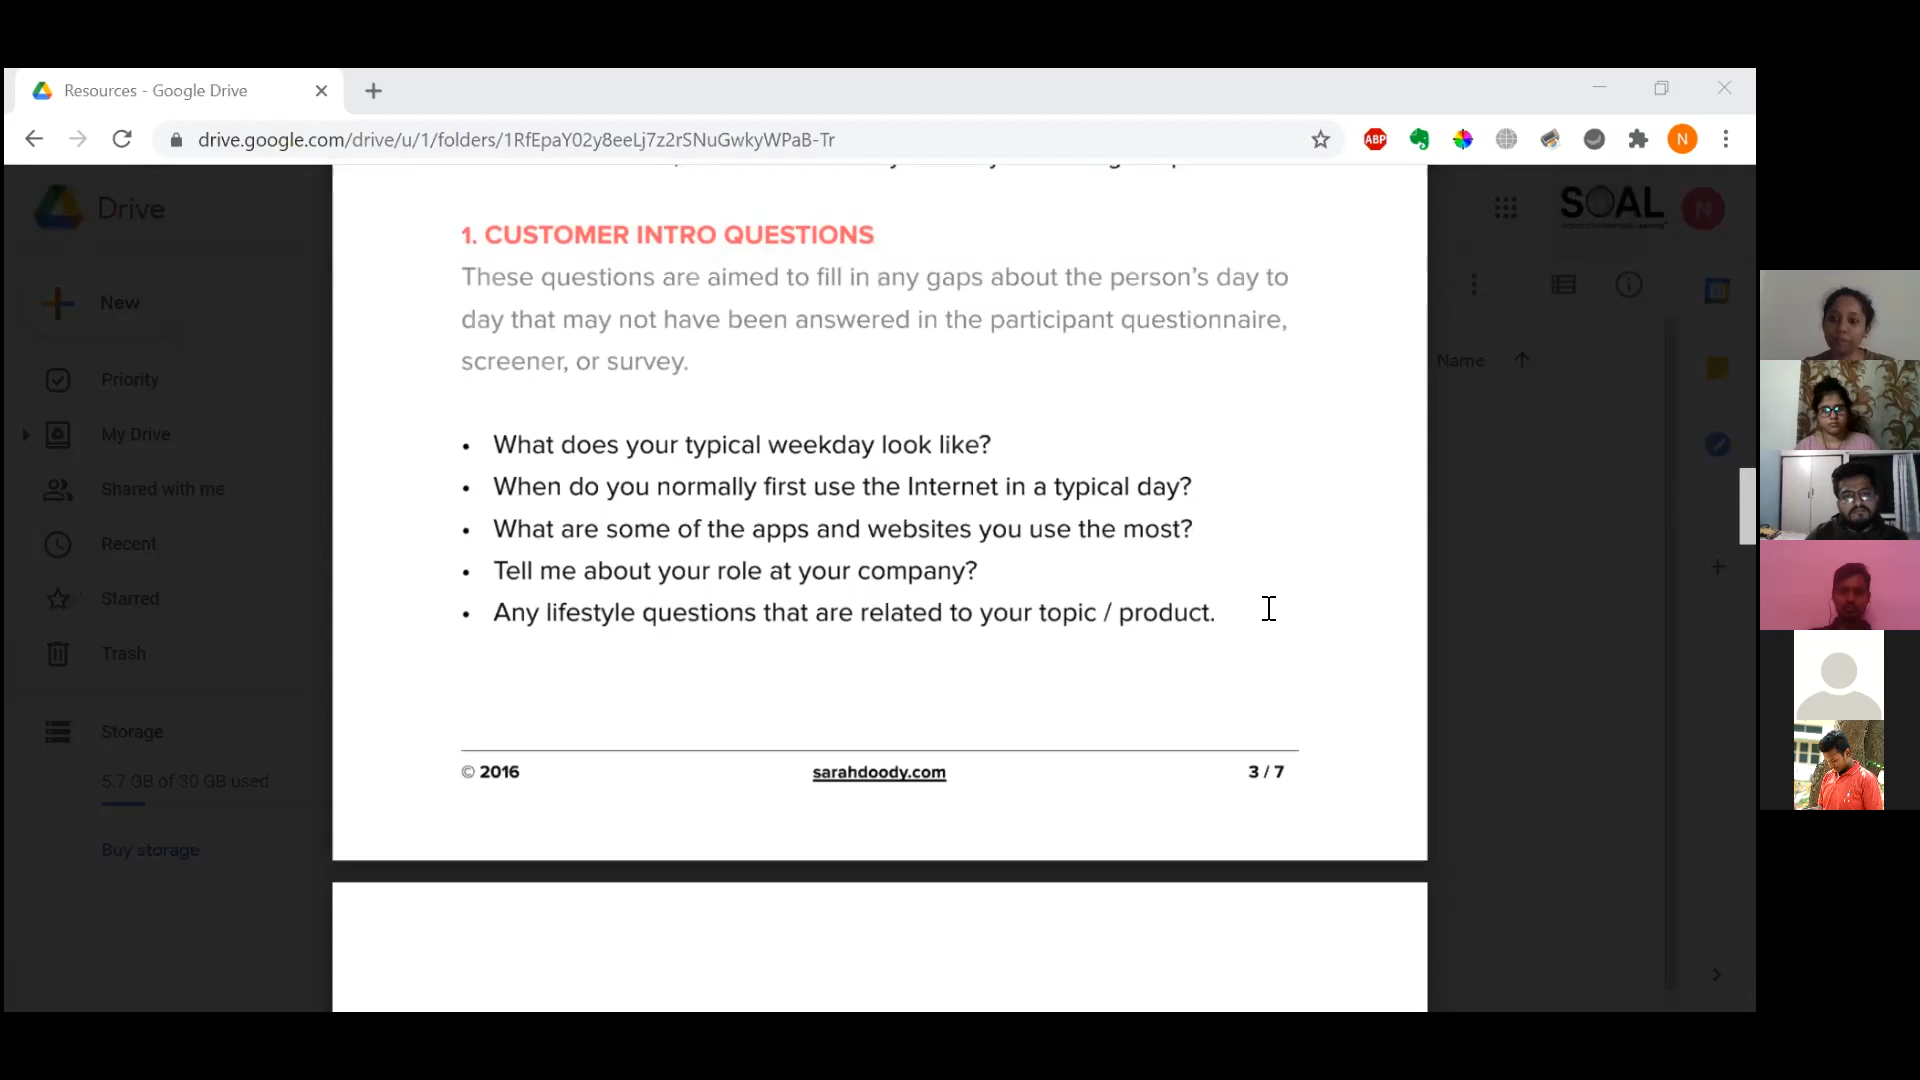 Resources - Google Drive
drive.google.com/drive/u/1/folders/1RfEpaY02y8eeLj7z2rSNuGwkyWPaB-Tr
ABP
N
Drive
SOAL
N
New
Priority
My Drive
Shared with me
Recent
Starred
Trash
Storage
5.7 GB of 30 GB used
Buy storage
Name
1. CUSTOMER INTRO QUESTIONS
These questions are aimed to fill in any gaps about the person's day to
day that may not have been answered in the participant questionnaire,
screener, or survey.
• What does your typical weekday look like?
• When do you normally first use the Internet in a typical day?
• What are some of the apps and websites you use the most?
• Tell me about your role at your company?
• Any lifestyle questions that are related to your topic / product.
© 2016
sarahdoody.com
3 / 7